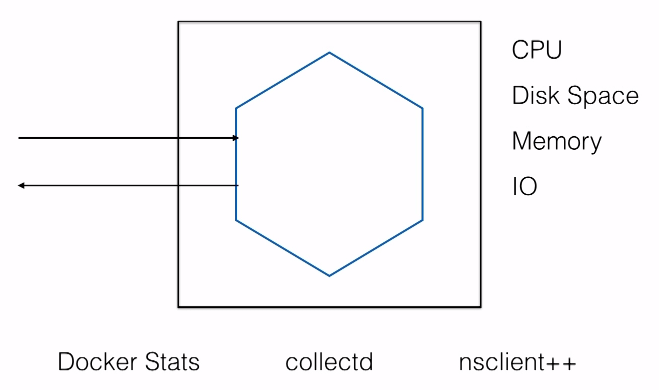 CPU
Disk Space
Memory
IO
Docker Stats
collectd
nsclient++